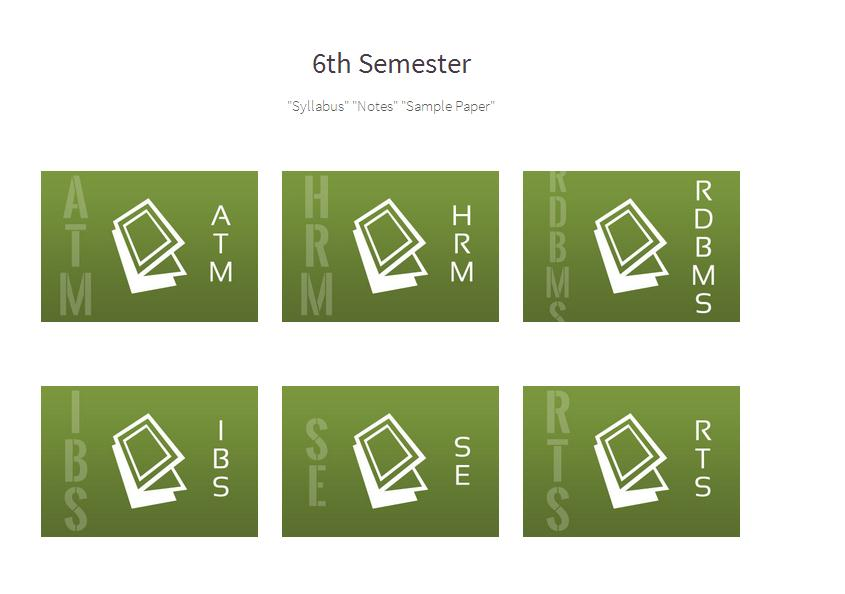 6th Semester
"Syllabus" "Notes" "Sample Paper"
ATM
ATM
HRM
HRM
RDBMS
RDBMS
IBS
IBS
SE
SE
RTS
RTS